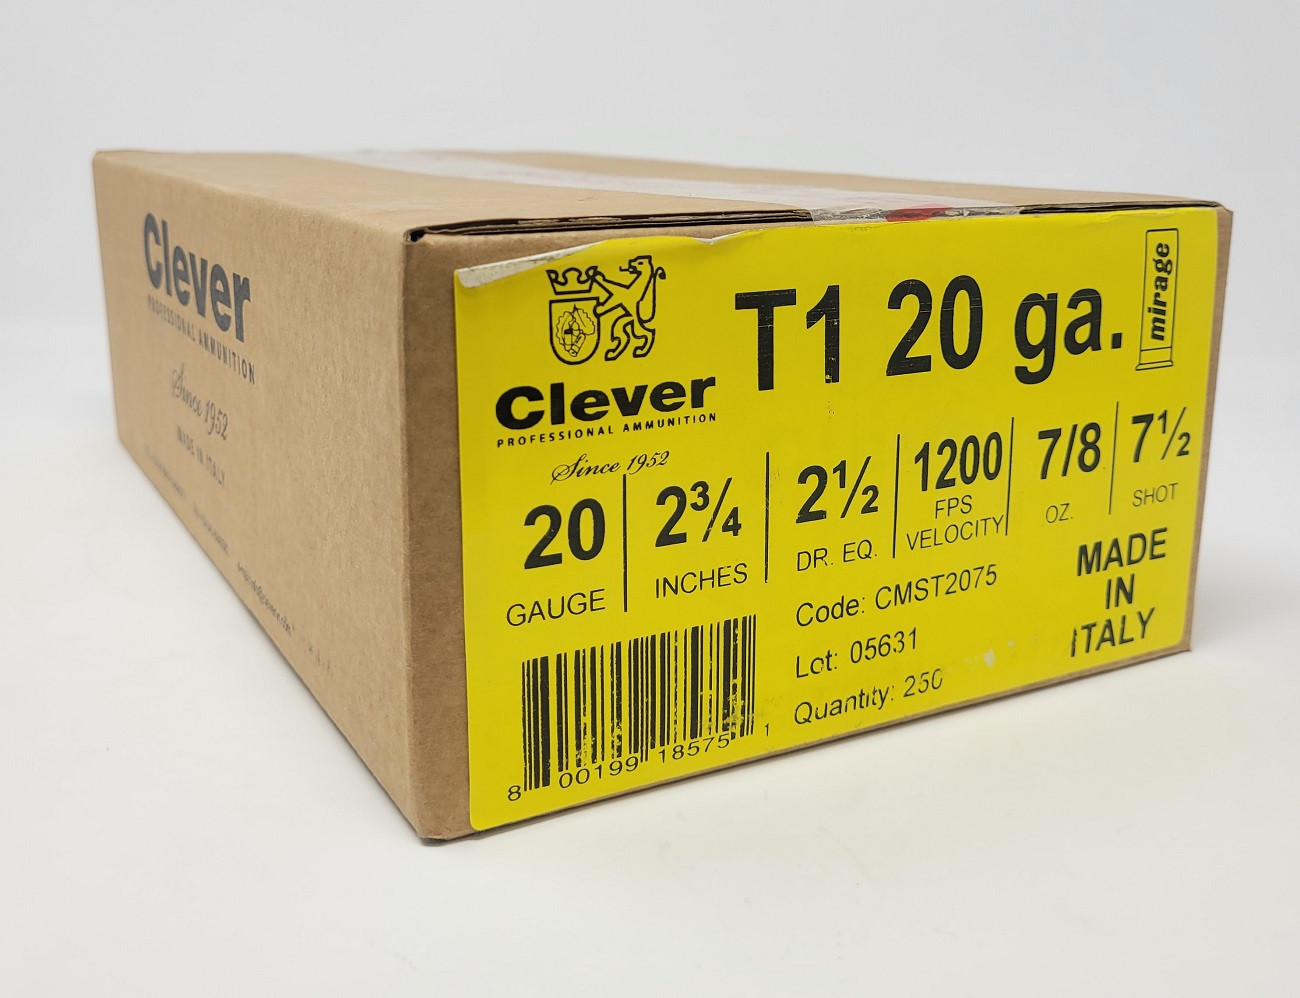 Clever
PROFESSIONAL AMMUNITION
Since 1952
MADE IN ITALY
Clever
PROFESSIONAL AMMUNITION
Since 1952
T1 20 ga.
mirage
20 GAUGE
2¾ INCHES
2½ DR. EQ.
1200 FPS VELOCITY
7/8 OZ.
7½ SHOT
Code: CMST2075
Lot: 05631
Quantity: 250
MADE
IN
ITALY
8 00199 18575 1